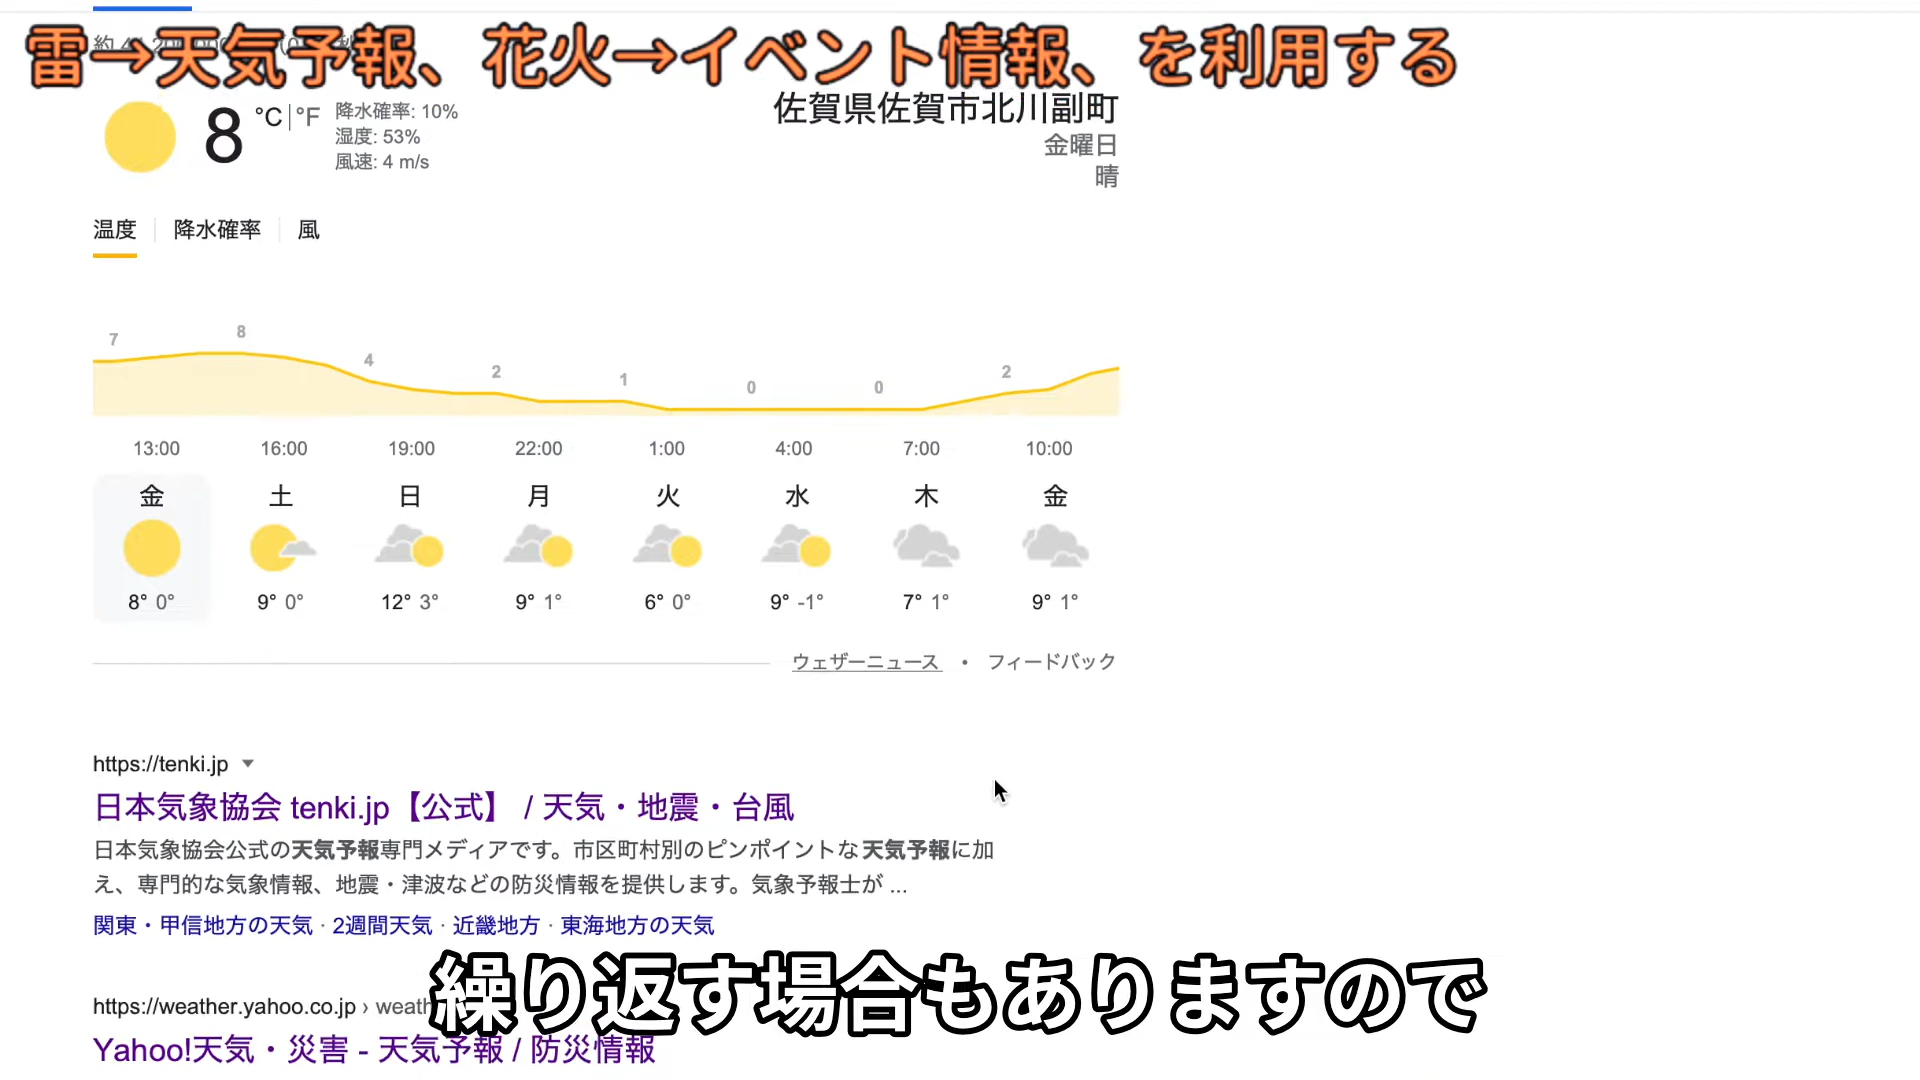 雷→天気予報、花火→イベント情報、を利用する
8 °C|°F
降水確率: 10%
湿度: 53%
風速: 4 m/s
佐賀県佐賀市北川副町
金曜日
晴
温度 降水確率 風
7 8 4 2 1 0 0 2
13:00 16:00 19:00 22:00 1:00 4:00 7:00 10:00
金 土 日 月 火 水 木 金
8° 0° 9° 0° 12° 3° 9° 1° 6° 0° 9° -1° 7° 1° 9° 1°
ウェザーニュース • フィードバック
https://tenki.jp
日本気象協会 tenki.jp【公式】 / 天気・地震・台風
日本気象協会公式の天気予報専門メディアです。市区町村別のピンポイントな天気予報に加
え、専門的な気象情報、地震・津波などの防災情報を提供します。気象予報士が ...
関東・甲信地方の天気 · 2週間天気 · 近畿地方 · 東海地方の天気
繰り返す場合もありますので
https://weather.yahoo.co.jp › weath
Yahoo!天気・災害 - 天気予報 / 防災情報